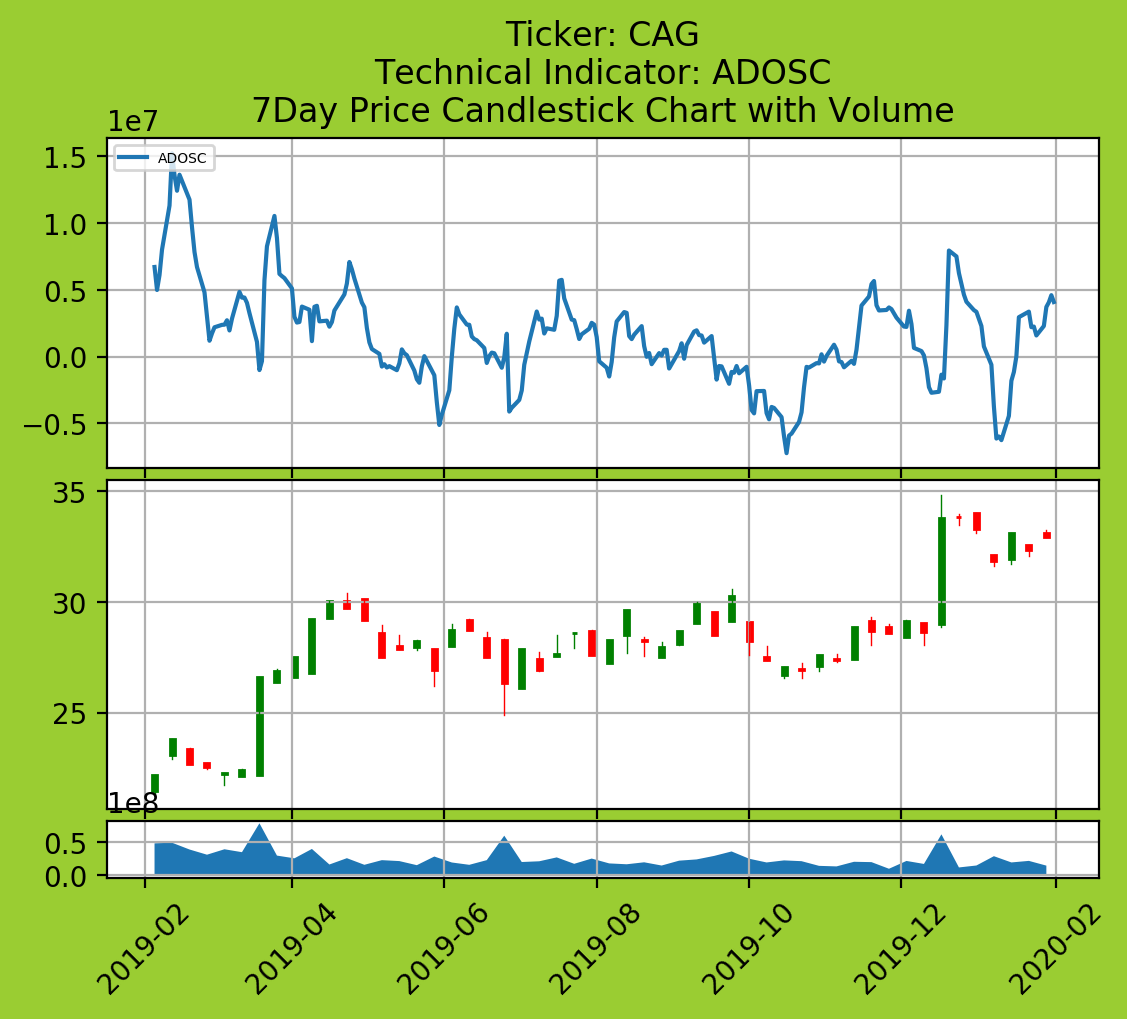 Ticker: CAG
Technical Indicator: ADOSC
7Day Price Candlestick Chart with Volume
1e7
ADOSC
1.5
1.0
0.5
0.0
−0.5
35
30
25
1e8
0.5
0.0
2019-02
2019-04
2019-06
2019-08
2019-10
2019-12
2020-02